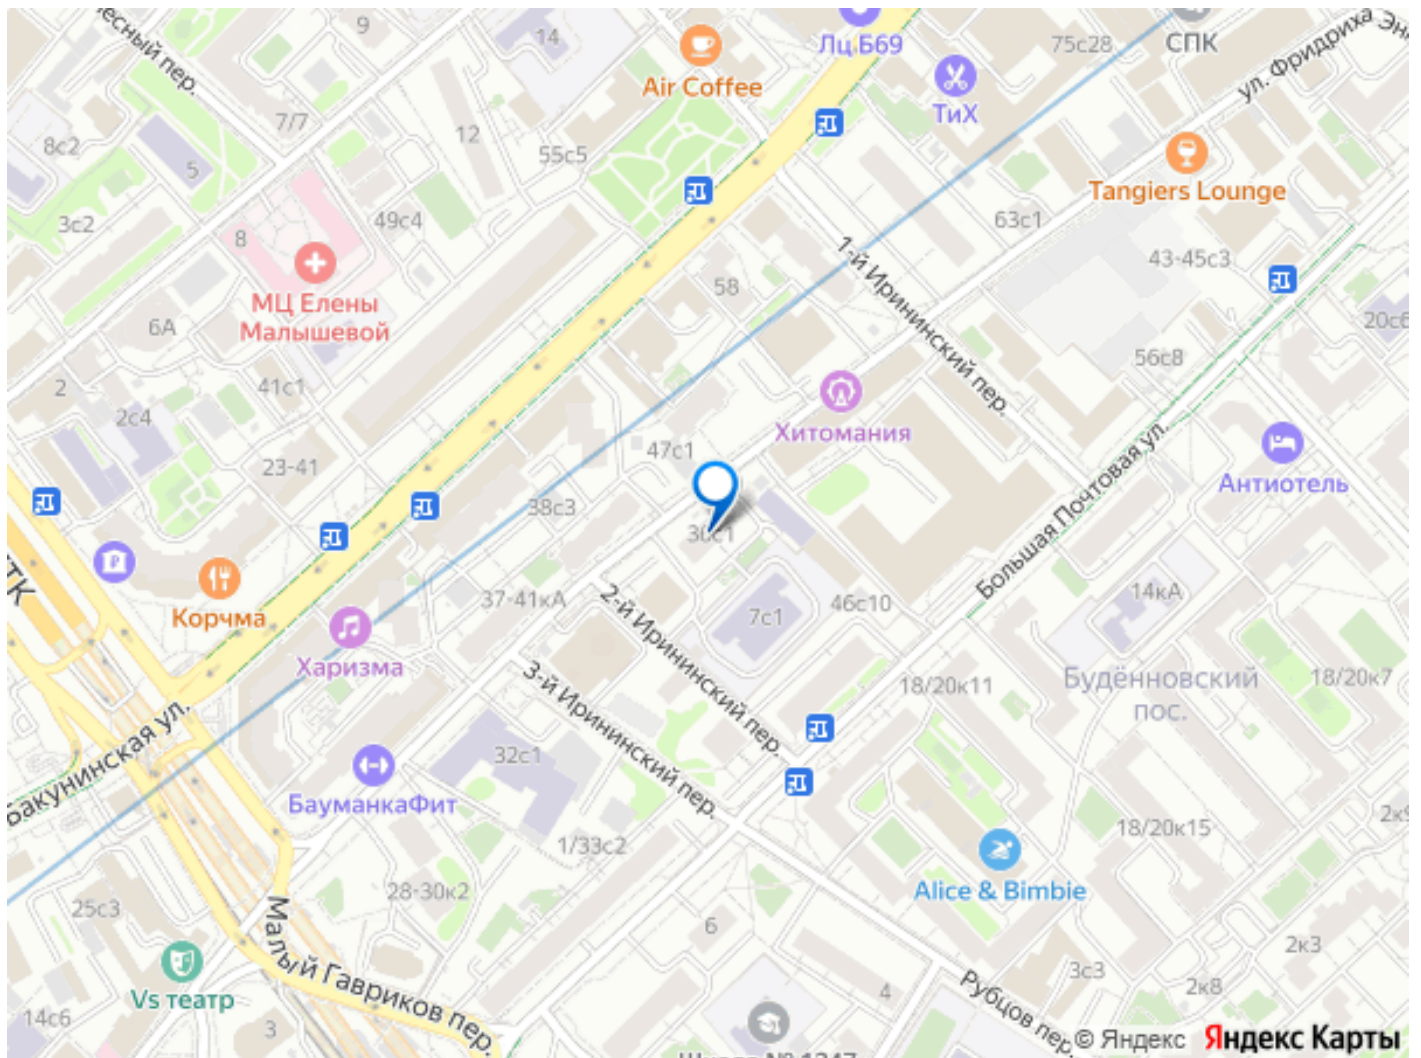 9
14
Лц Б69
75с28
СПК
ул. Фридриха Эн
есный пер.
Air Coffee
ТиХ
7/7
12
8с2
5
55с5
Tangiers Lounge
3с2
49с4
63с1
8
1-й Ирининский пер.
43-45с3
МЦ Елены
Малышевой
58
6А
20с6
56с8
2
41с1
2с4
Хитомания
47с1
23-41
Антиотель
38с3
Большая Почтовая ул.
ТК
Корчма
37-41кА
2-й Ирининский пер.
46с10
14кА
7с1
Харизма
3-й Ирининский пер.
18/20к11
Будённовский
пос.
18/20к7
Бакунинская ул.
32с1
БауманкаФит
1/33с2
18/20к15
2к9
28-30к2
Alice & Bimbie
25с3
Малый Гавриков пер.
6
2к3
Vs театр
3с3
4
Рубцов пер.
2к8
14с6
3
© Яндекс
Яндекс Карты